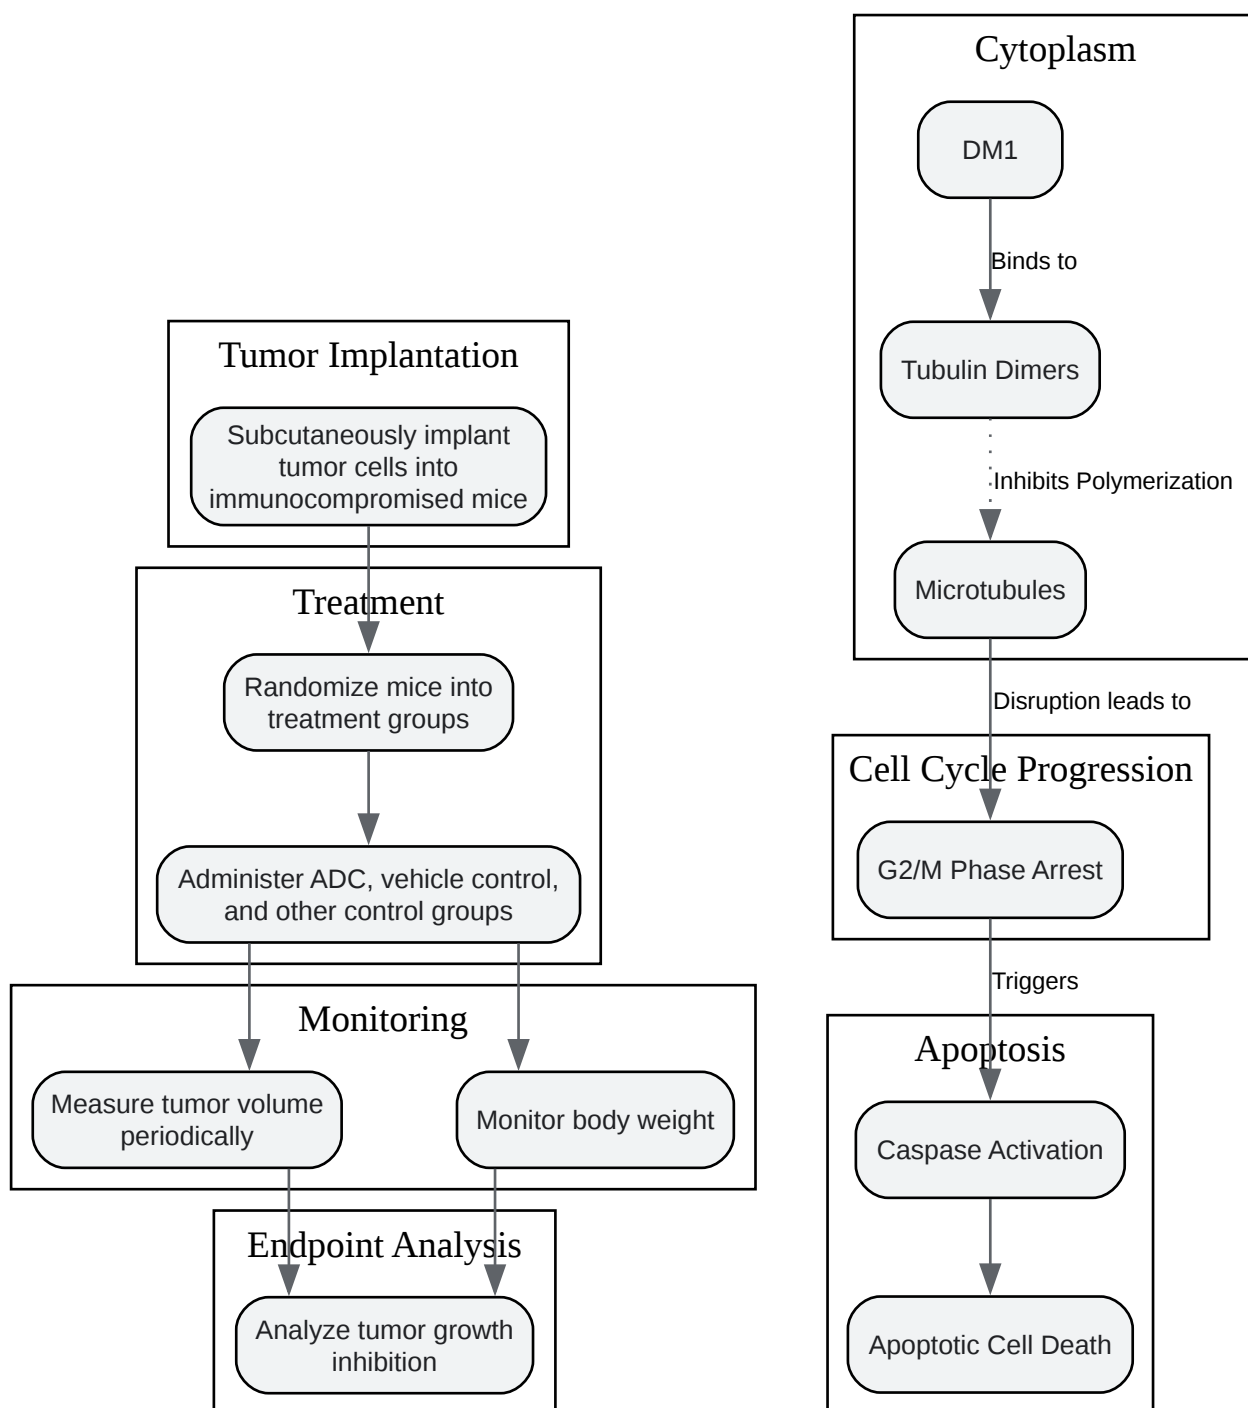 Tumor Implantation
Subcutaneously implant
tumor cells into
immunocompromised mice
Treatment
Randomize mice into
treatment groups
Administer ADC, vehicle control,
and other control groups
Monitoring
Measure tumor volume
periodically
Monitor body weight
Endpoint Analysis
Analyze tumor growth
inhibition
Cytoplasm
DM1
Binds to
Tubulin Dimers
Inhibits Polymerization
Microtubules
Disruption leads to
Cell Cycle Progression
G2/M Phase Arrest
Triggers
Apoptosis
Caspase Activation
Apoptotic Cell Death